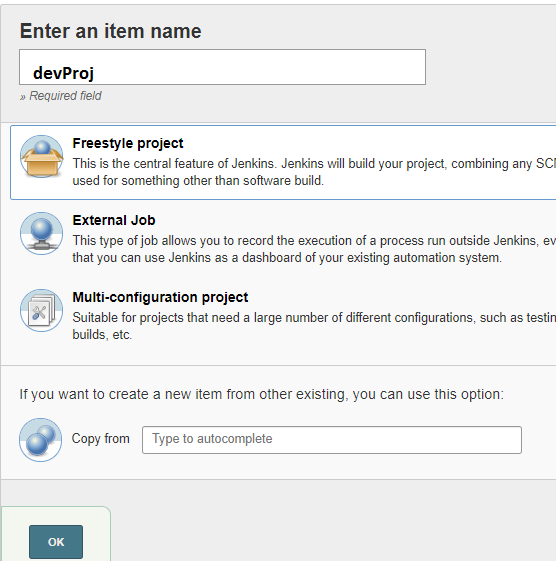 Enter an item name
devProj
» Required field
Freestyle project
This is the central feature of Jenkins. Jenkins will build your project, combining any SCM
used for something other than software build.
External Job
This type of job allows you to record the execution of a process run outside Jenkins, ev
that you can use Jenkins as a dashboard of your existing automation system.
Multi-configuration project
Suitable for projects that need a large number of different configurations, such as testin
builds, etc.
If you want to create a new item from other existing, you can use this option:
Copy from Type to autocomplete
OK